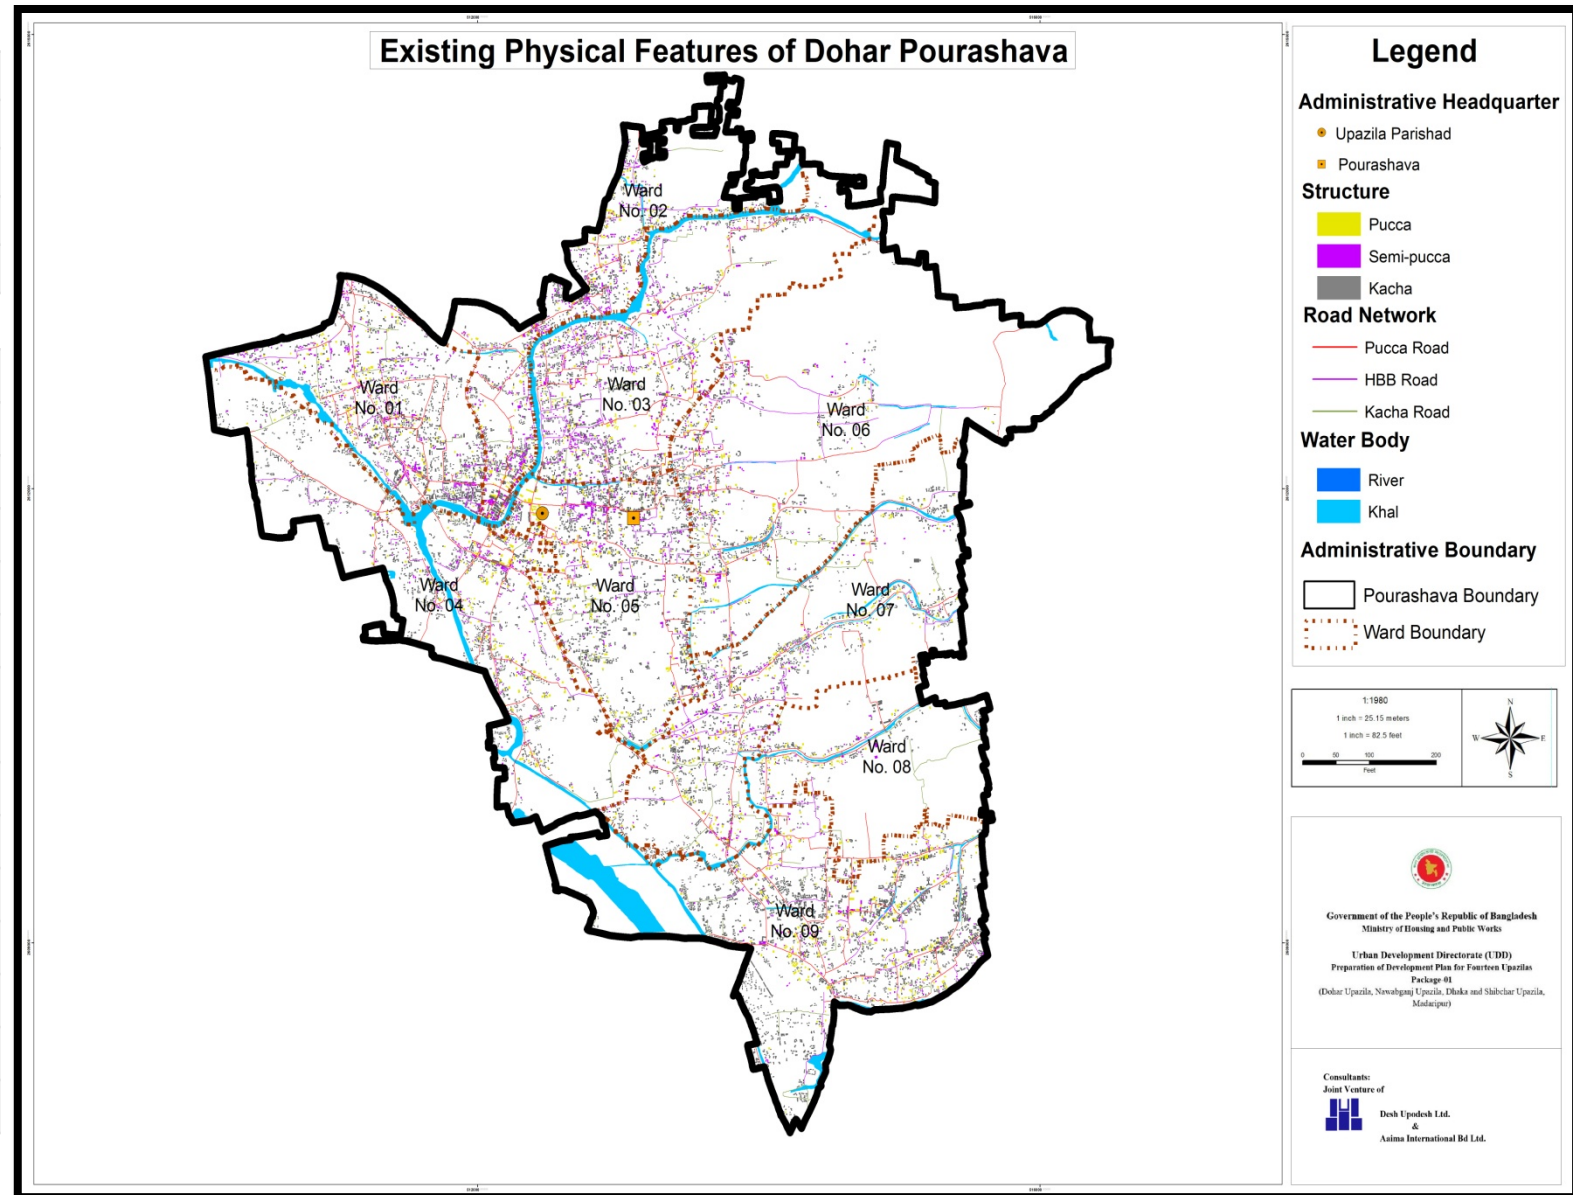 Existing Physical Features of Dohar Pourashava
Ward
No. 02
Ward
No. 01
Ward
No. 03
Ward
No. 06
Ward
No. 04
Ward
No. 05
Ward
No. 07
Ward
No. 08
Ward
No. 09
Legend
Administrative Headquarter
Upazila Parishad
Pourashava
Structure
Pucca
Semi-pucca
Kacha
Road Network
Pucca Road
HBB Road
Kacha Road
Water Body
River
Khal
Administrative Boundary
Pourashava Boundary
Ward Boundary
1:1980
1 inch = 25.15 meters
1 inch = 82.5 feet
0 50 100 200
Feet
N
W E
S
Government of the People's Republic of Bangladesh
Ministry of Housing and Public Works
Urban Development Directorate (UDD)
Preparation of Development Plan for Fourteen Upazilas
Package-01
(Dohar Upazila, Nawabganj Upazila, Dhaka and Shibchar Upazila,
Madaripur)
Consultants:
Joint Venture of
Desh Upodesh Ltd.
&
Aaima International Bd Ltd.